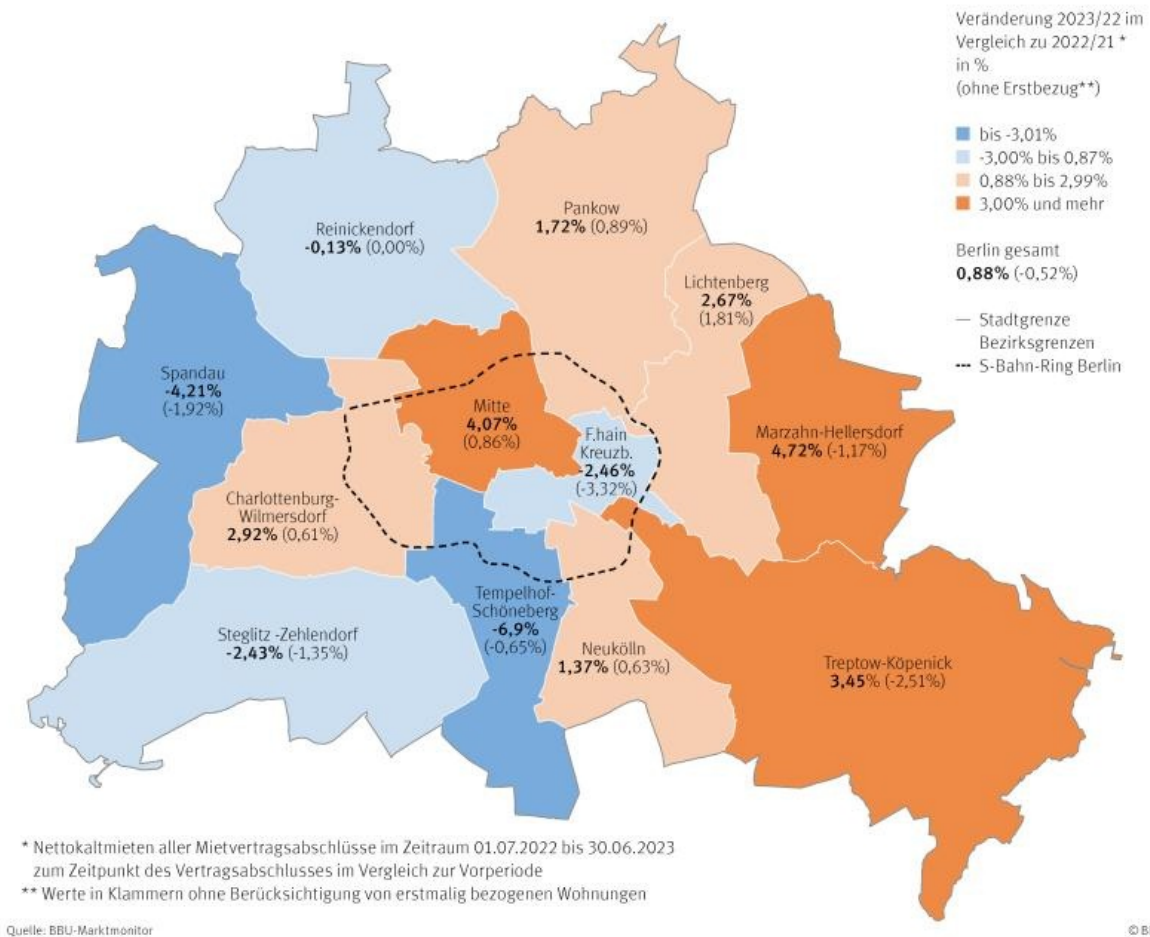 Veränderung 2023/22 im
Vergleich zu 2022/21 *
in %
(ohne Erstbezug**)
bis -3,01%
-3,00% bis 0,87%
0,88% bis 2,99%
3,00% und mehr
Berlin gesamt
0,88% (-0,52%)
Stadtgrenze
Bezirksgrenzen
S-Bahn-Ring Berlin
Pankow
1,72% (0,89%)
Reinickendorf
-0,13% (0,00%)
Lichtenberg
2,67%
(1,81%)
Spandau
-4,21%
(-1,92%)
Mitte
4,07%
(0,86%)
F.hain
Kreuzb.
-2,46%
(-3,32%)
Marzahn-Hellersdorf
4,72% (-1,17%)
Charlottenburg-
Wilmersdorf
2,92% (0,61%)
Tempelhof-
Schöneberg
-6,9%
(-0,65%)
Steglitz -Zehlendorf
-2,43% (-1,35%)
Neukölln
1,37% (0,63%)
Treptow-Köpenick
3,45% (-2,51%)
* Nettokaltmieten aller Mietvertragsabschlüsse im Zeitraum 01.07.2022 bis 30.06.2023
zum Zeitpunkt des Vertragsabschlusses im Vergleich zur Vorperiode
** Werte in Klammern ohne Berücksichtigung von erstmalig bezogenen Wohnungen
Quelle: BBU-Marktmonitor